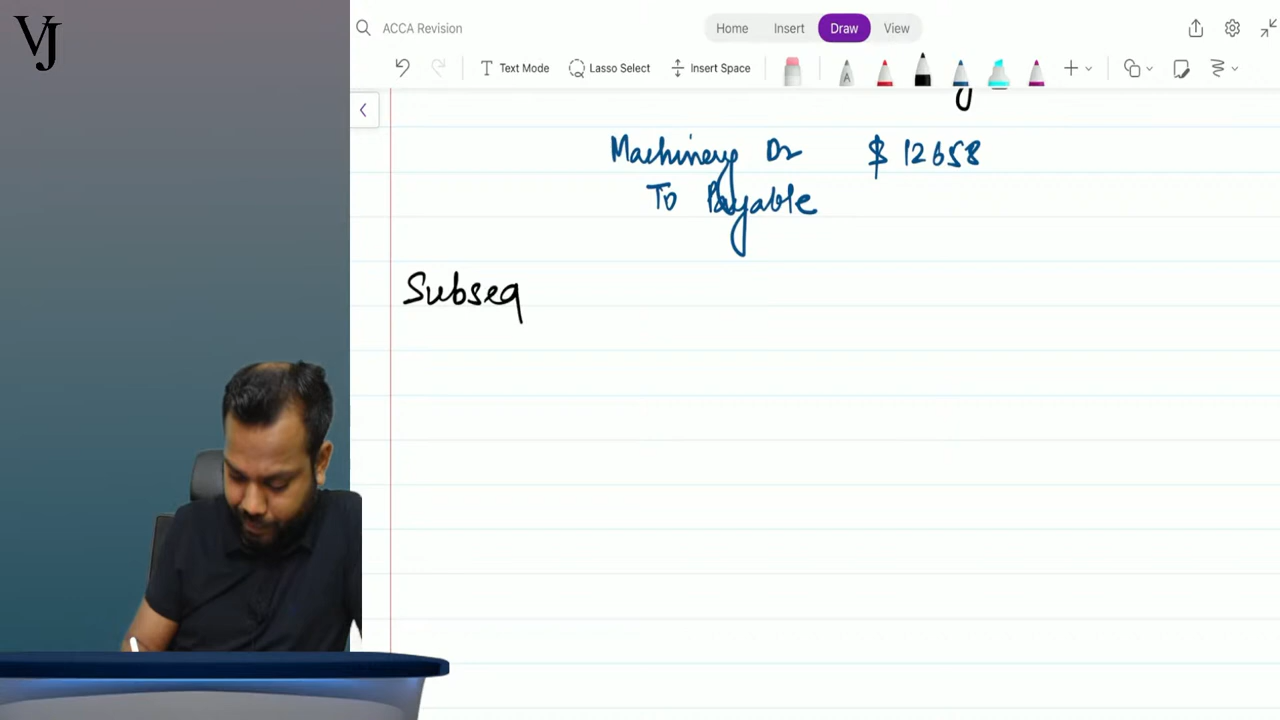 VJ
ACCA Revision
Home Insert Draw View
Text Mode Lasso Select Insert Space
A
Machinery Dr $ 12658
To Payable
Subseq